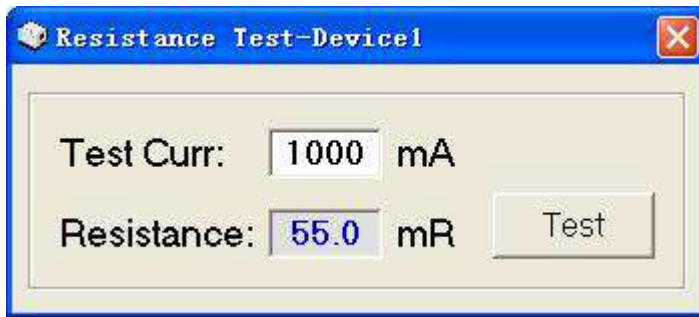 Resistance Test-Device1
Test Curr: 1000 mA
Resistance: 55.0 mR
Test